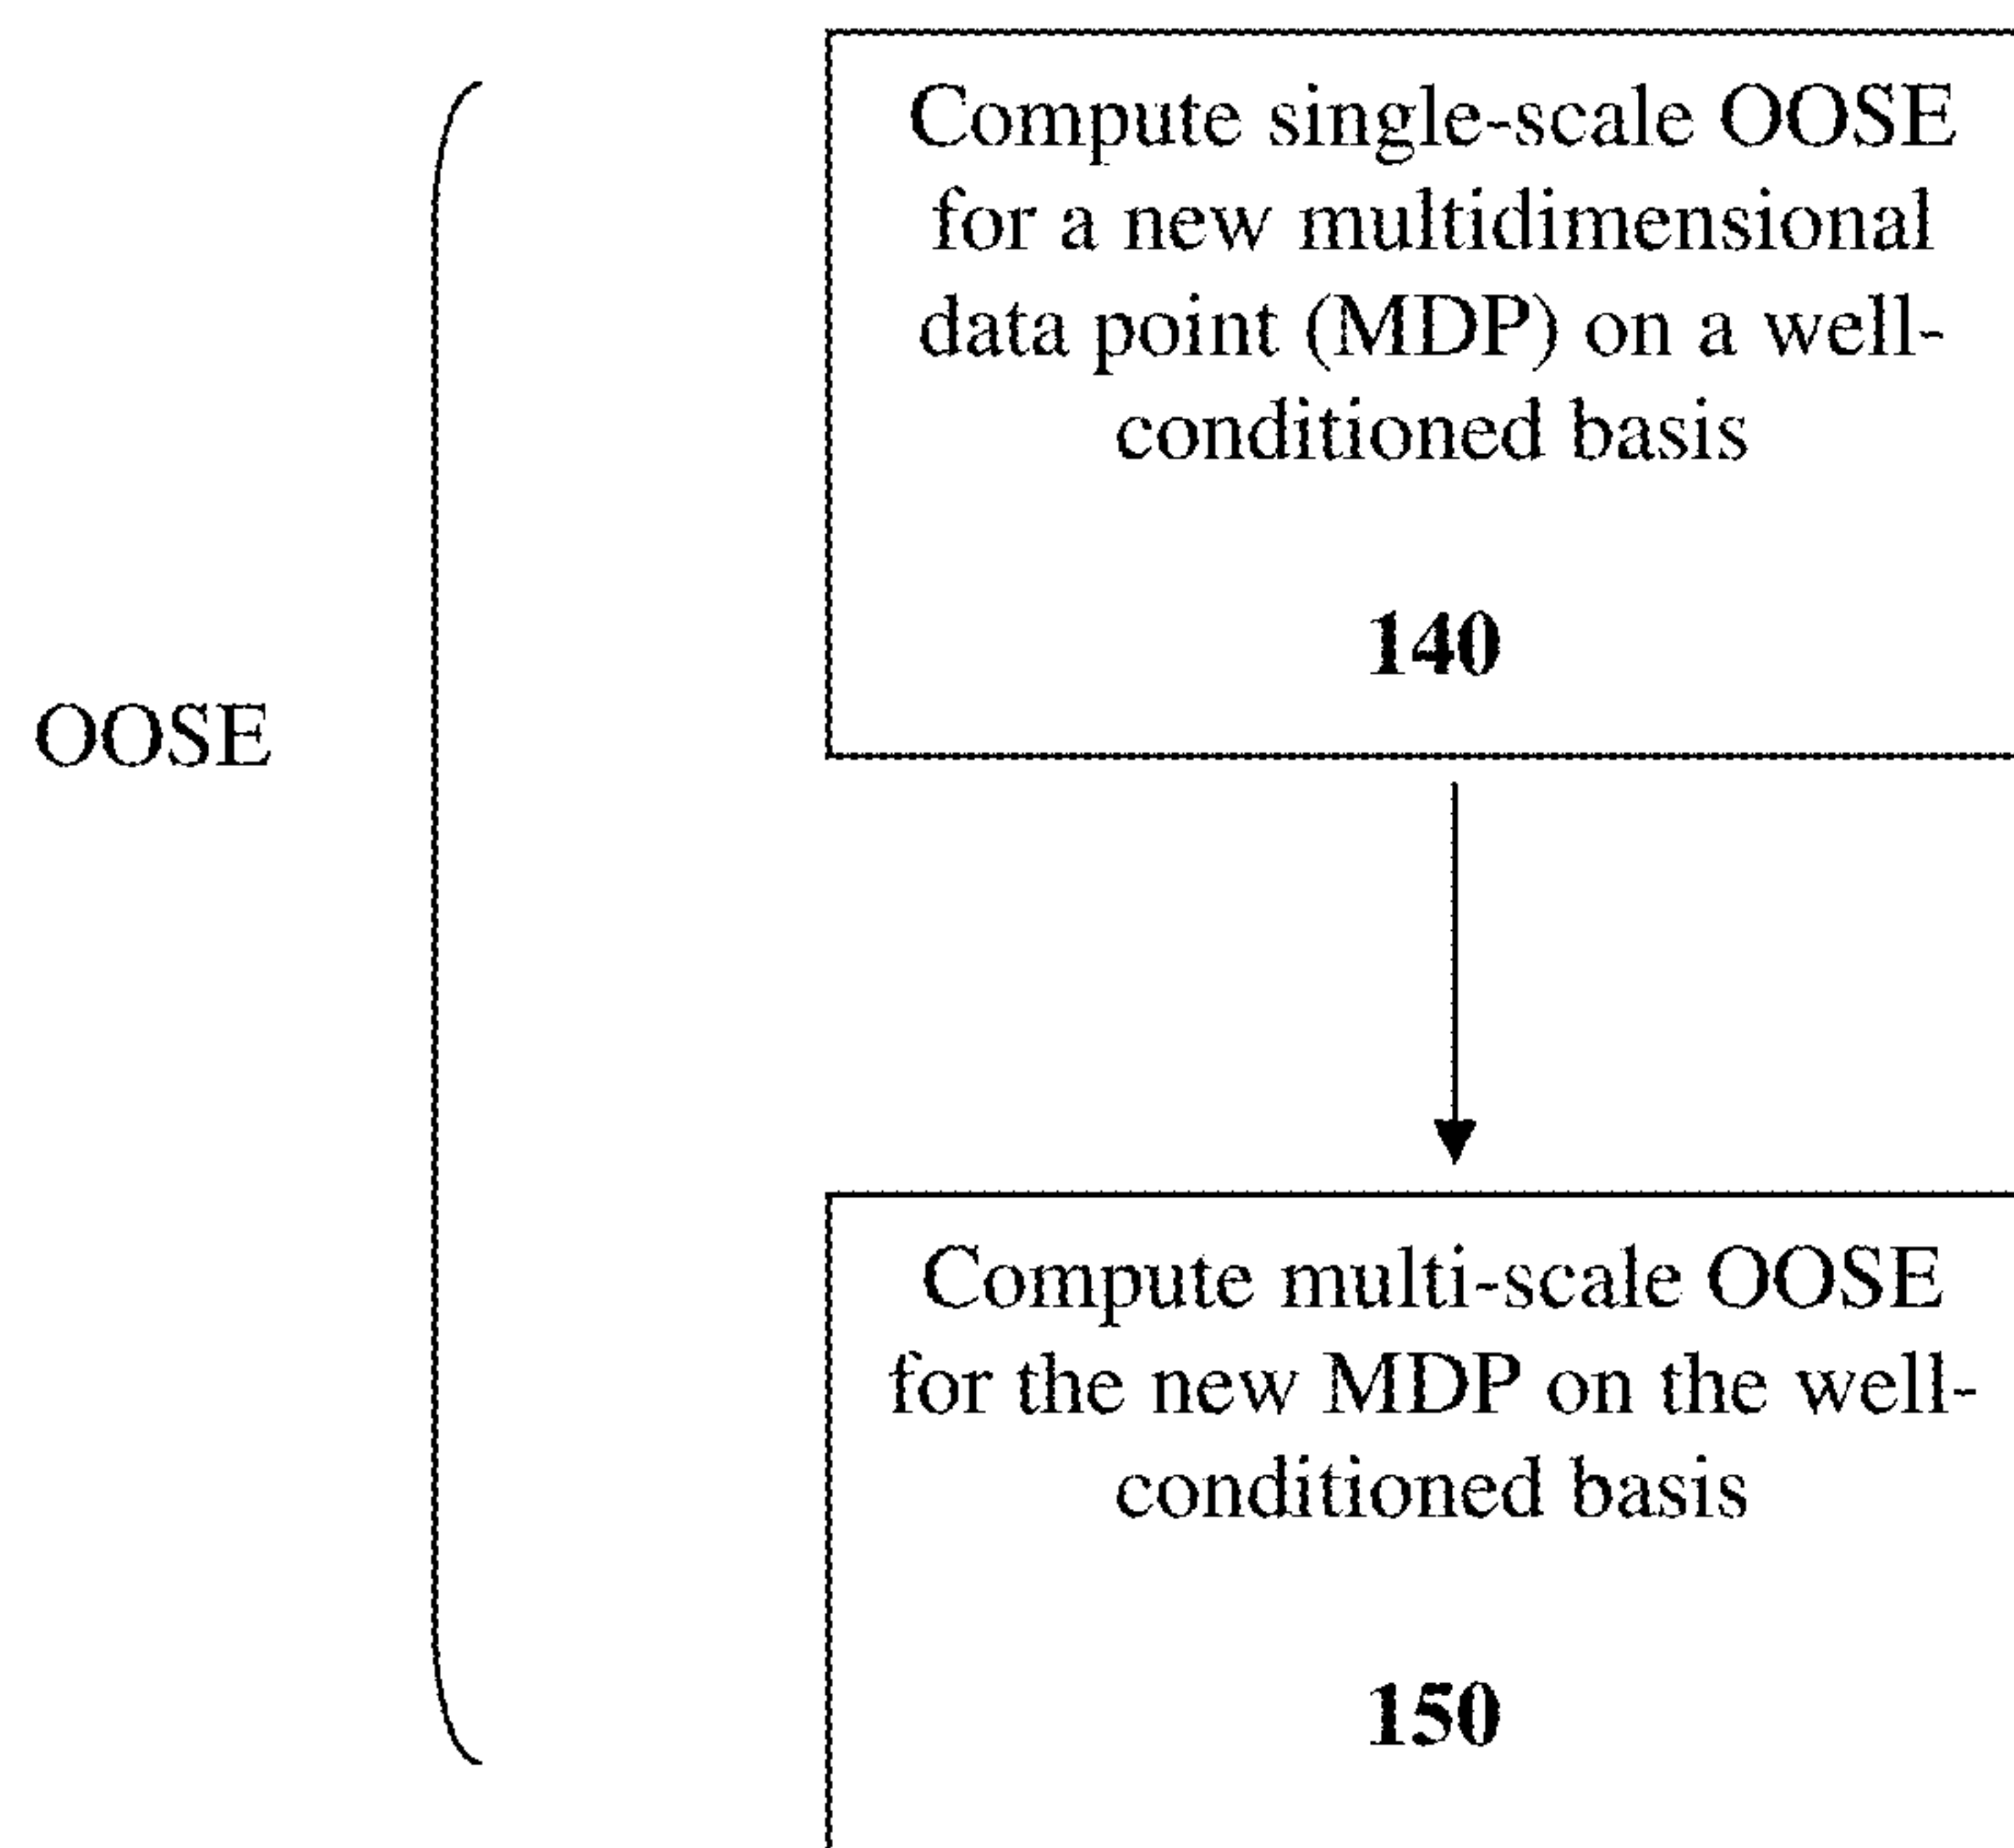 Compute single-scale OOSE
for a new multidimensional
data point (MDP) on a well-
conditioned basis
140
OOSE
Compute multi-scale OOSE
for the new MDP on the well-
conditioned basis
150